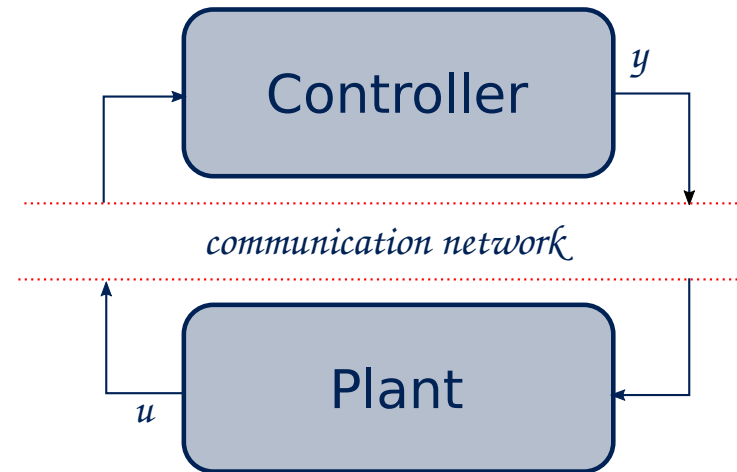 Controller
y
communication network
Plant
u